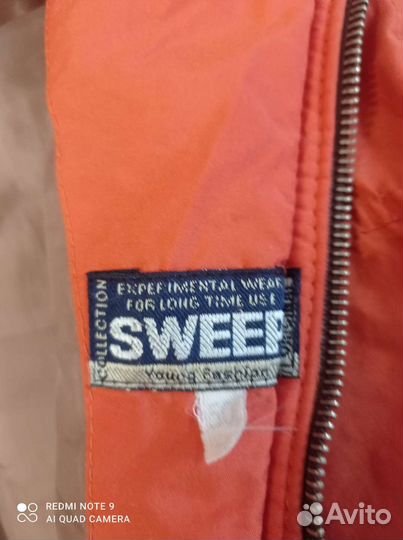 EXPERIMENTAL WEAR
FOR LONG TIME USE
COLLECTION
SWEEP
Young Fashion
REDMI NOTE 9
AI QUAD CAMERA
Avito